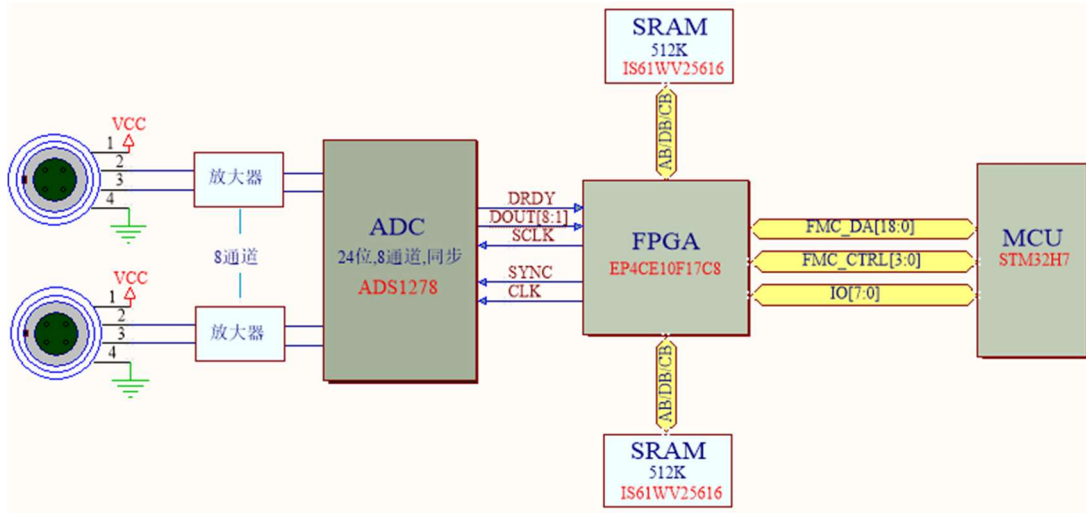 SRAM
512K
IS61WV25616
AB/DB/CB
VCC
1
2
3
4
放大器
8通道
VCC
1
2
3
4
放大器
ADC
24位,8通道,同步
ADS1278
DRDY
DOUT[8:1]
SCLK
SYNC
CLK
FPGA
EP4CE10F17C8
FMC_DA[18:0]
FMC_CTRL[3:0]
IO[7:0]
MCU
STM32H7
AB/DB/CB
SRAM
512K
IS61WV25616